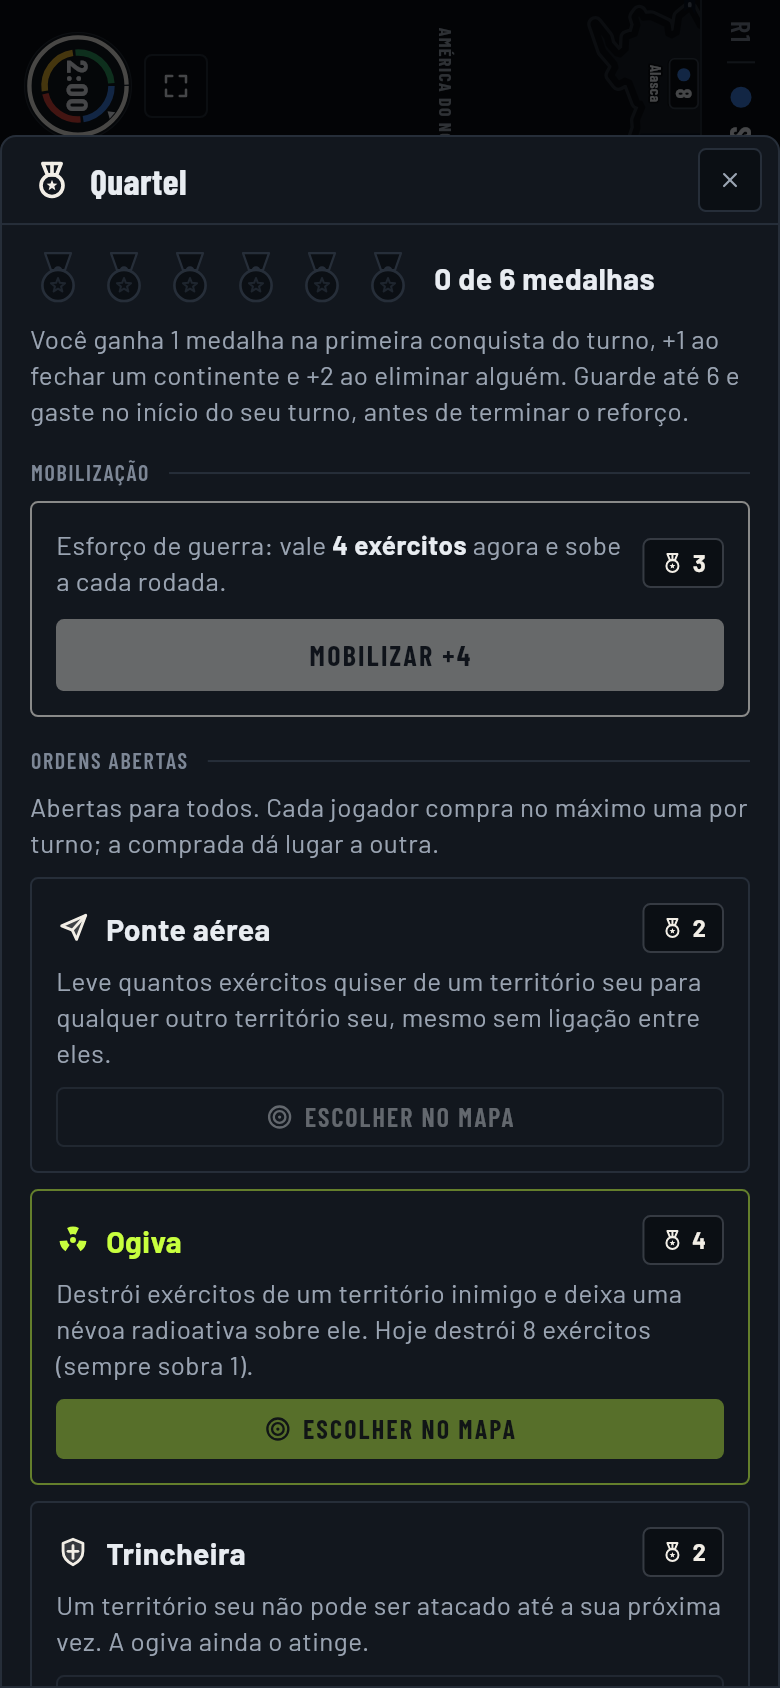 2:00
AMÉRICA DO NO
Alasca
8
R1
Quartel
0 de 6 medalhas
Você ganha 1 medalha na primeira conquista do turno, +1 ao
fechar um continente e +2 ao eliminar alguém. Guarde até 6 e
gaste no início do seu turno, antes de terminar o reforço.
MOBILIZAÇÃO
Esforço de guerra: vale 4 exércitos agora e sobe
a cada rodada.
3
MOBILIZAR +4
ORDENS ABERTAS
Abertas para todos. Cada jogador compra no máximo uma por
turno; a comprada dá lugar a outra.
Ponte aérea
2
Leve quantos exércitos quiser de um território seu para
qualquer outro território seu, mesmo sem ligação entre
eles.
ESCOLHER NO MAPA
Ogiva
4
Destrói exércitos de um território inimigo e deixa uma
névoa radioativa sobre ele. Hoje destrói 8 exércitos
(sempre sobra 1).
ESCOLHER NO MAPA
Trincheira
2
Um território seu não pode ser atacado até a sua próxima
vez. A ogiva ainda o atinge.